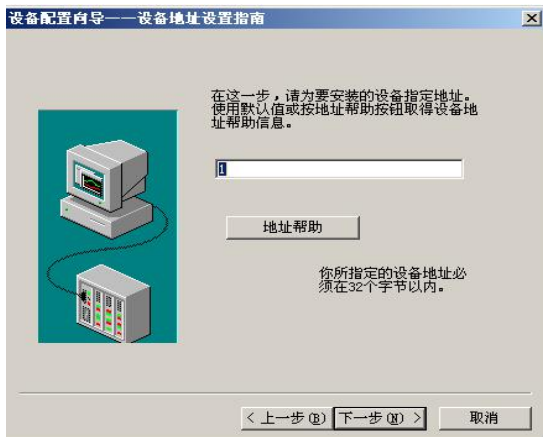 设备配置向导——设备地址设置指南
在这一步，请为要安装的设备指定地址。
使用默认值或按地址帮助按钮取得设备地
址帮助信息。
1
地址帮助
你所指定的设备地址必
须在32个字节以内。
< 上一步(B) 下一步(N) > 取消